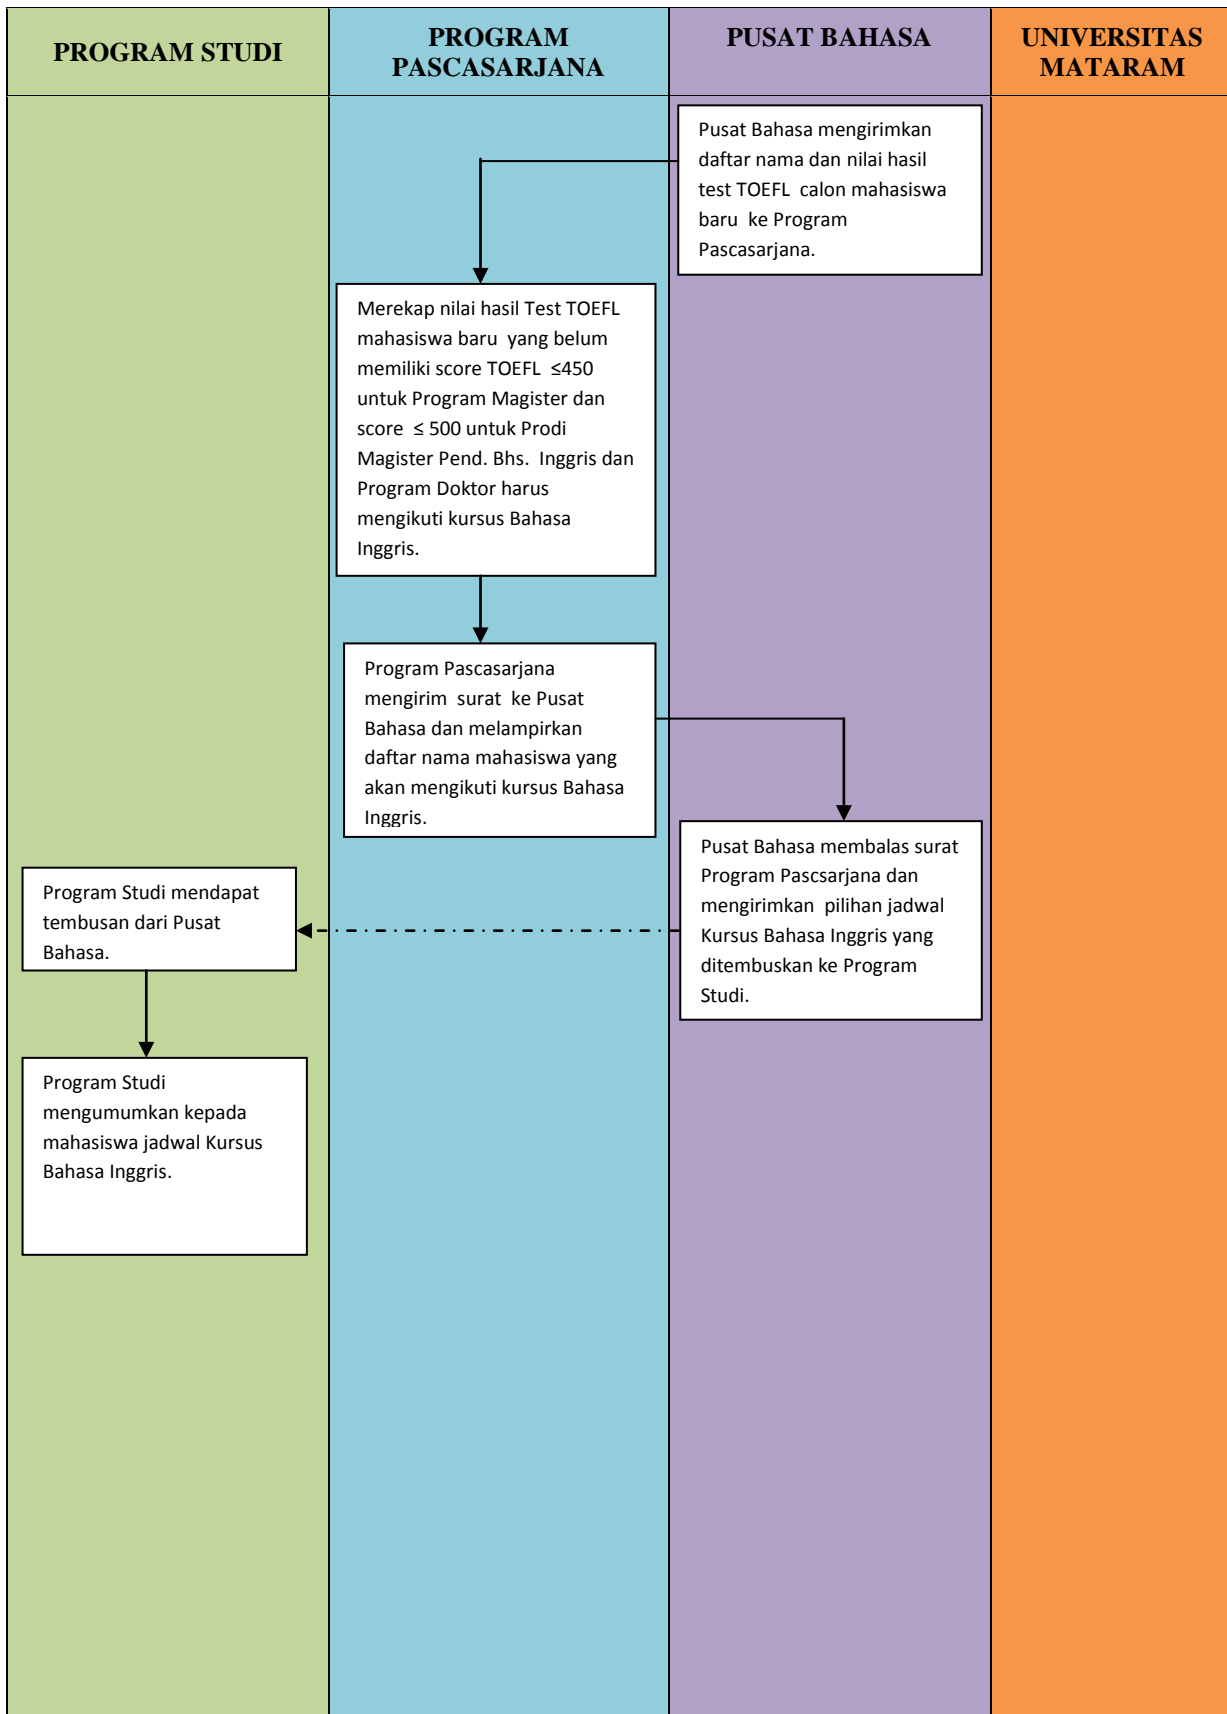 PROGRAM STUDI
PROGRAM
PASCASARJANA
PUSAT BAHASA
UNIVERSITAS
MATARAM
Pusat Bahasa mengirimkan
daftar nama dan nilai hasil
test TOEFL calon mahasiswa
baru ke Program
Pascasarjana.
Merekap nilai hasil Test TOEFL
mahasiswa baru yang belum
memiliki score TOEFL ≤450
untuk Program Magister dan
score ≤ 500 untuk Prodi
Magister Pend. Bhs. Inggris dan
Program Doktor harus
mengikuti kursus Bahasa
Inggris.
Program Pascasarjana
mengirim surat ke Pusat
Bahasa dan melampirkan
daftar nama mahasiswa yang
akan mengikuti kursus Bahasa
Inggris.
Pusat Bahasa membalas surat
Program Pascsarjana dan
mengirimkan pilihan jadwal
Kursus Bahasa Inggris yang
ditembuskan ke Program
Studi.
Program Studi mendapat
tembusan dari Pusat
Bahasa.
Program Studi
mengumumkan kepada
mahasiswa jadwal Kursus
Bahasa Inggris.